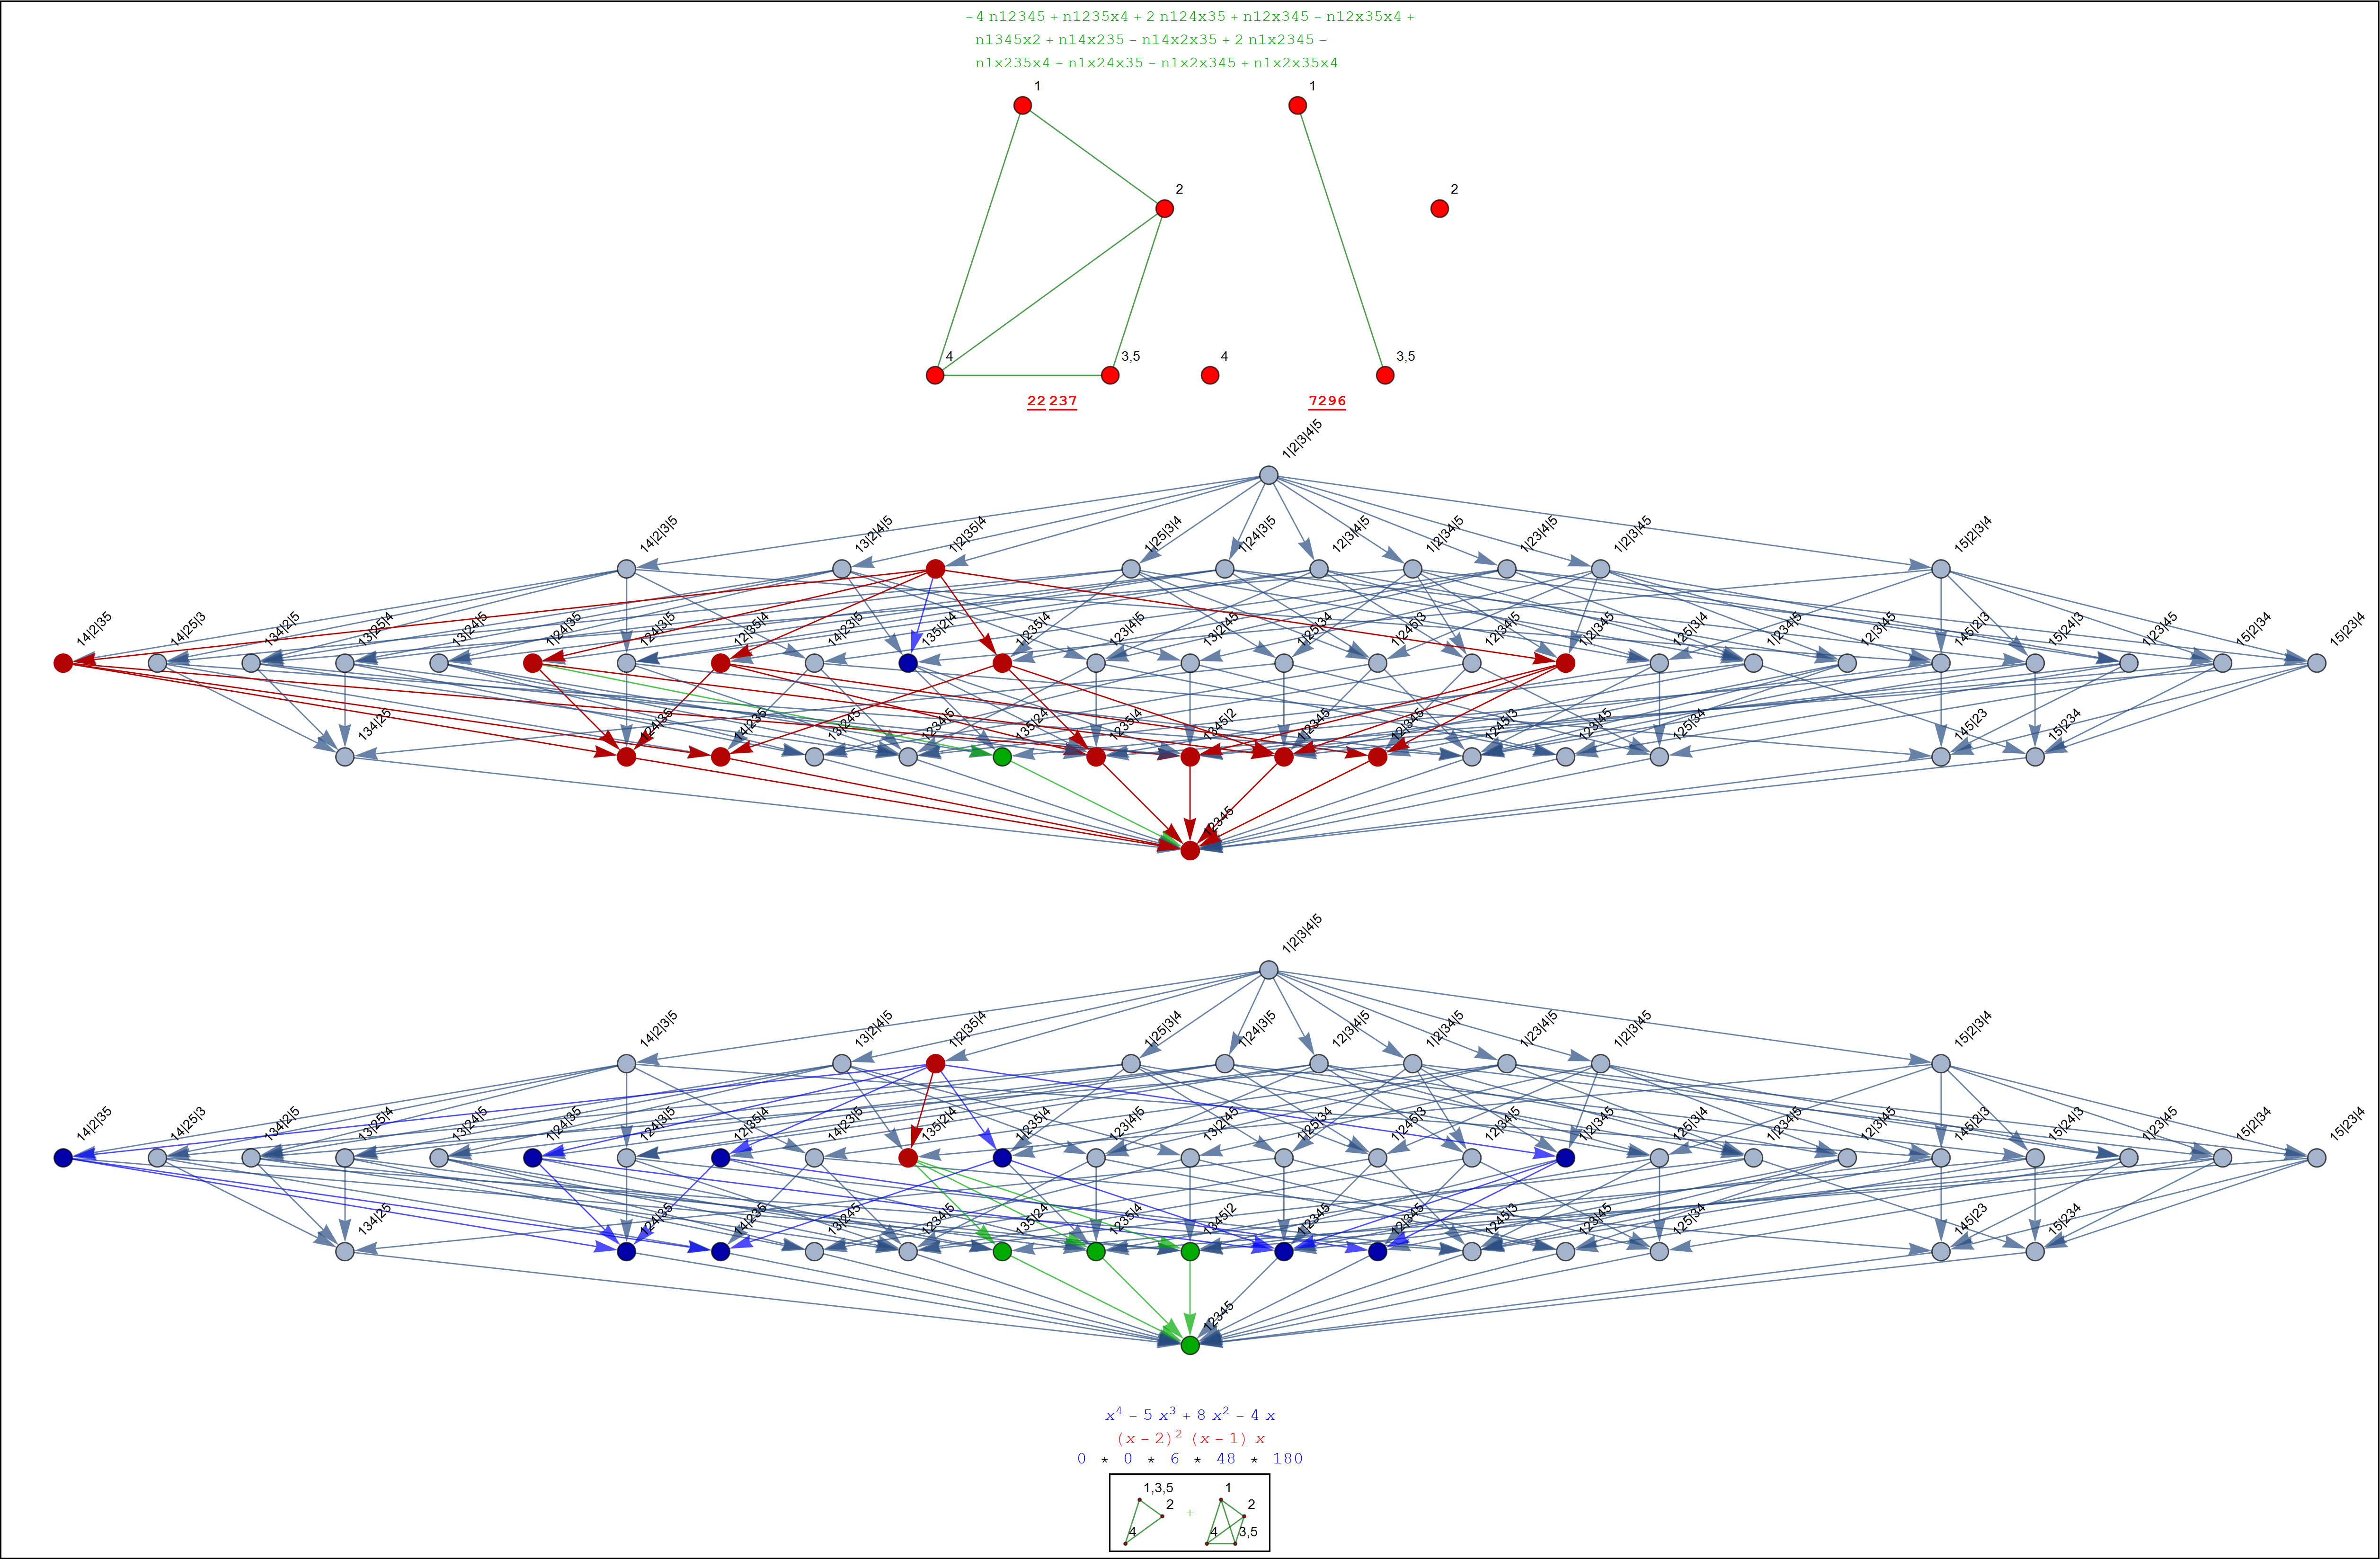 – 4 n12345 + n1235x4 + 2 n124x35 + n12x345 – n12x35x4 +
n1345x2 + n14x235 – n14x2x35 + 2 n1x2345 –
n1x235x4 – n1x24x35 – n1x2x345 + n1x2x35x4
1 1
2 2
4 3,5 4 3,5
22 237 7296
1|2|3|4|5
14|2|3|5 13|2|4|5 1|2|35|4 1|25|3|4 1|24|3|5 12|3|4|5 1|2|34|5 1|23|4|5 1|2|3|45 15|2|3|4
14|2|35 14|25|3 134|2|5 13|25|4 13|24|5 1|24|35 124|3|5 12|35|4 14|23|5 135|2|4 1|235|4 123|4|5 13|2|45 1|25|34 1|245|3 12|34|5 1|2|345 125|3|4 1|234|5 12|3|45 145|2|3 15|24|3 1|23|45 15|2|34 15|23|4
134|25 124|35 14|235 13|245 1234|5 135|24 1235|4 1345|2 1|2345 12|345 1245|3 123|45 125|34 145|23 15|234
12345
1|2|3|4|5
14|2|3|5 13|2|4|5 1|2|35|4 1|25|3|4 1|24|3|5 12|3|4|5 1|2|34|5 1|23|4|5 1|2|3|45 15|2|3|4
14|2|35 14|25|3 134|2|5 13|25|4 13|24|5 1|24|35 124|3|5 12|35|4 14|23|5 135|2|4 1|235|4 123|4|5 13|2|45 1|25|34 1|245|3 12|34|5 1|2|345 125|3|4 1|234|5 12|3|45 145|2|3 15|24|3 1|23|45 15|2|34 15|23|4
134|25 124|35 14|235 13|245 1234|5 135|24 1235|4 1345|2 1|2345 12|345 1245|3 123|45 125|34 145|23 15|234
12345
x⁴ – 5 x³ + 8 x² – 4 x
(x – 2)² (x – 1) x
0 * 0 * 6 * 48 * 180
1,3,5 1
2 + 2
4 4 3,5